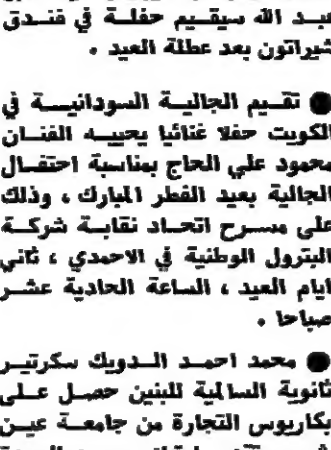 عبد الله سيقيم حفلة في فندق
شيراتون بعد عطلة العيد .
● تقيم الجالية السودانية في
الكويت حفلا غنائيا يحييه الفنان
محمود علي الحاج بمناسبة احتفال
الجالية بعيد الفطر المبارك ، وذلك
على مسرح اتحاد نقابة شركة
البترول الوطنية في الاحمدي ، ثاني
ايام العيد ، الساعة الحادية عشر
صباحا .
● محمد احمد الدويك سكرتير
ثانوية السالمية للبنين حصل على
بكاريوس التجارة من جامعة عين